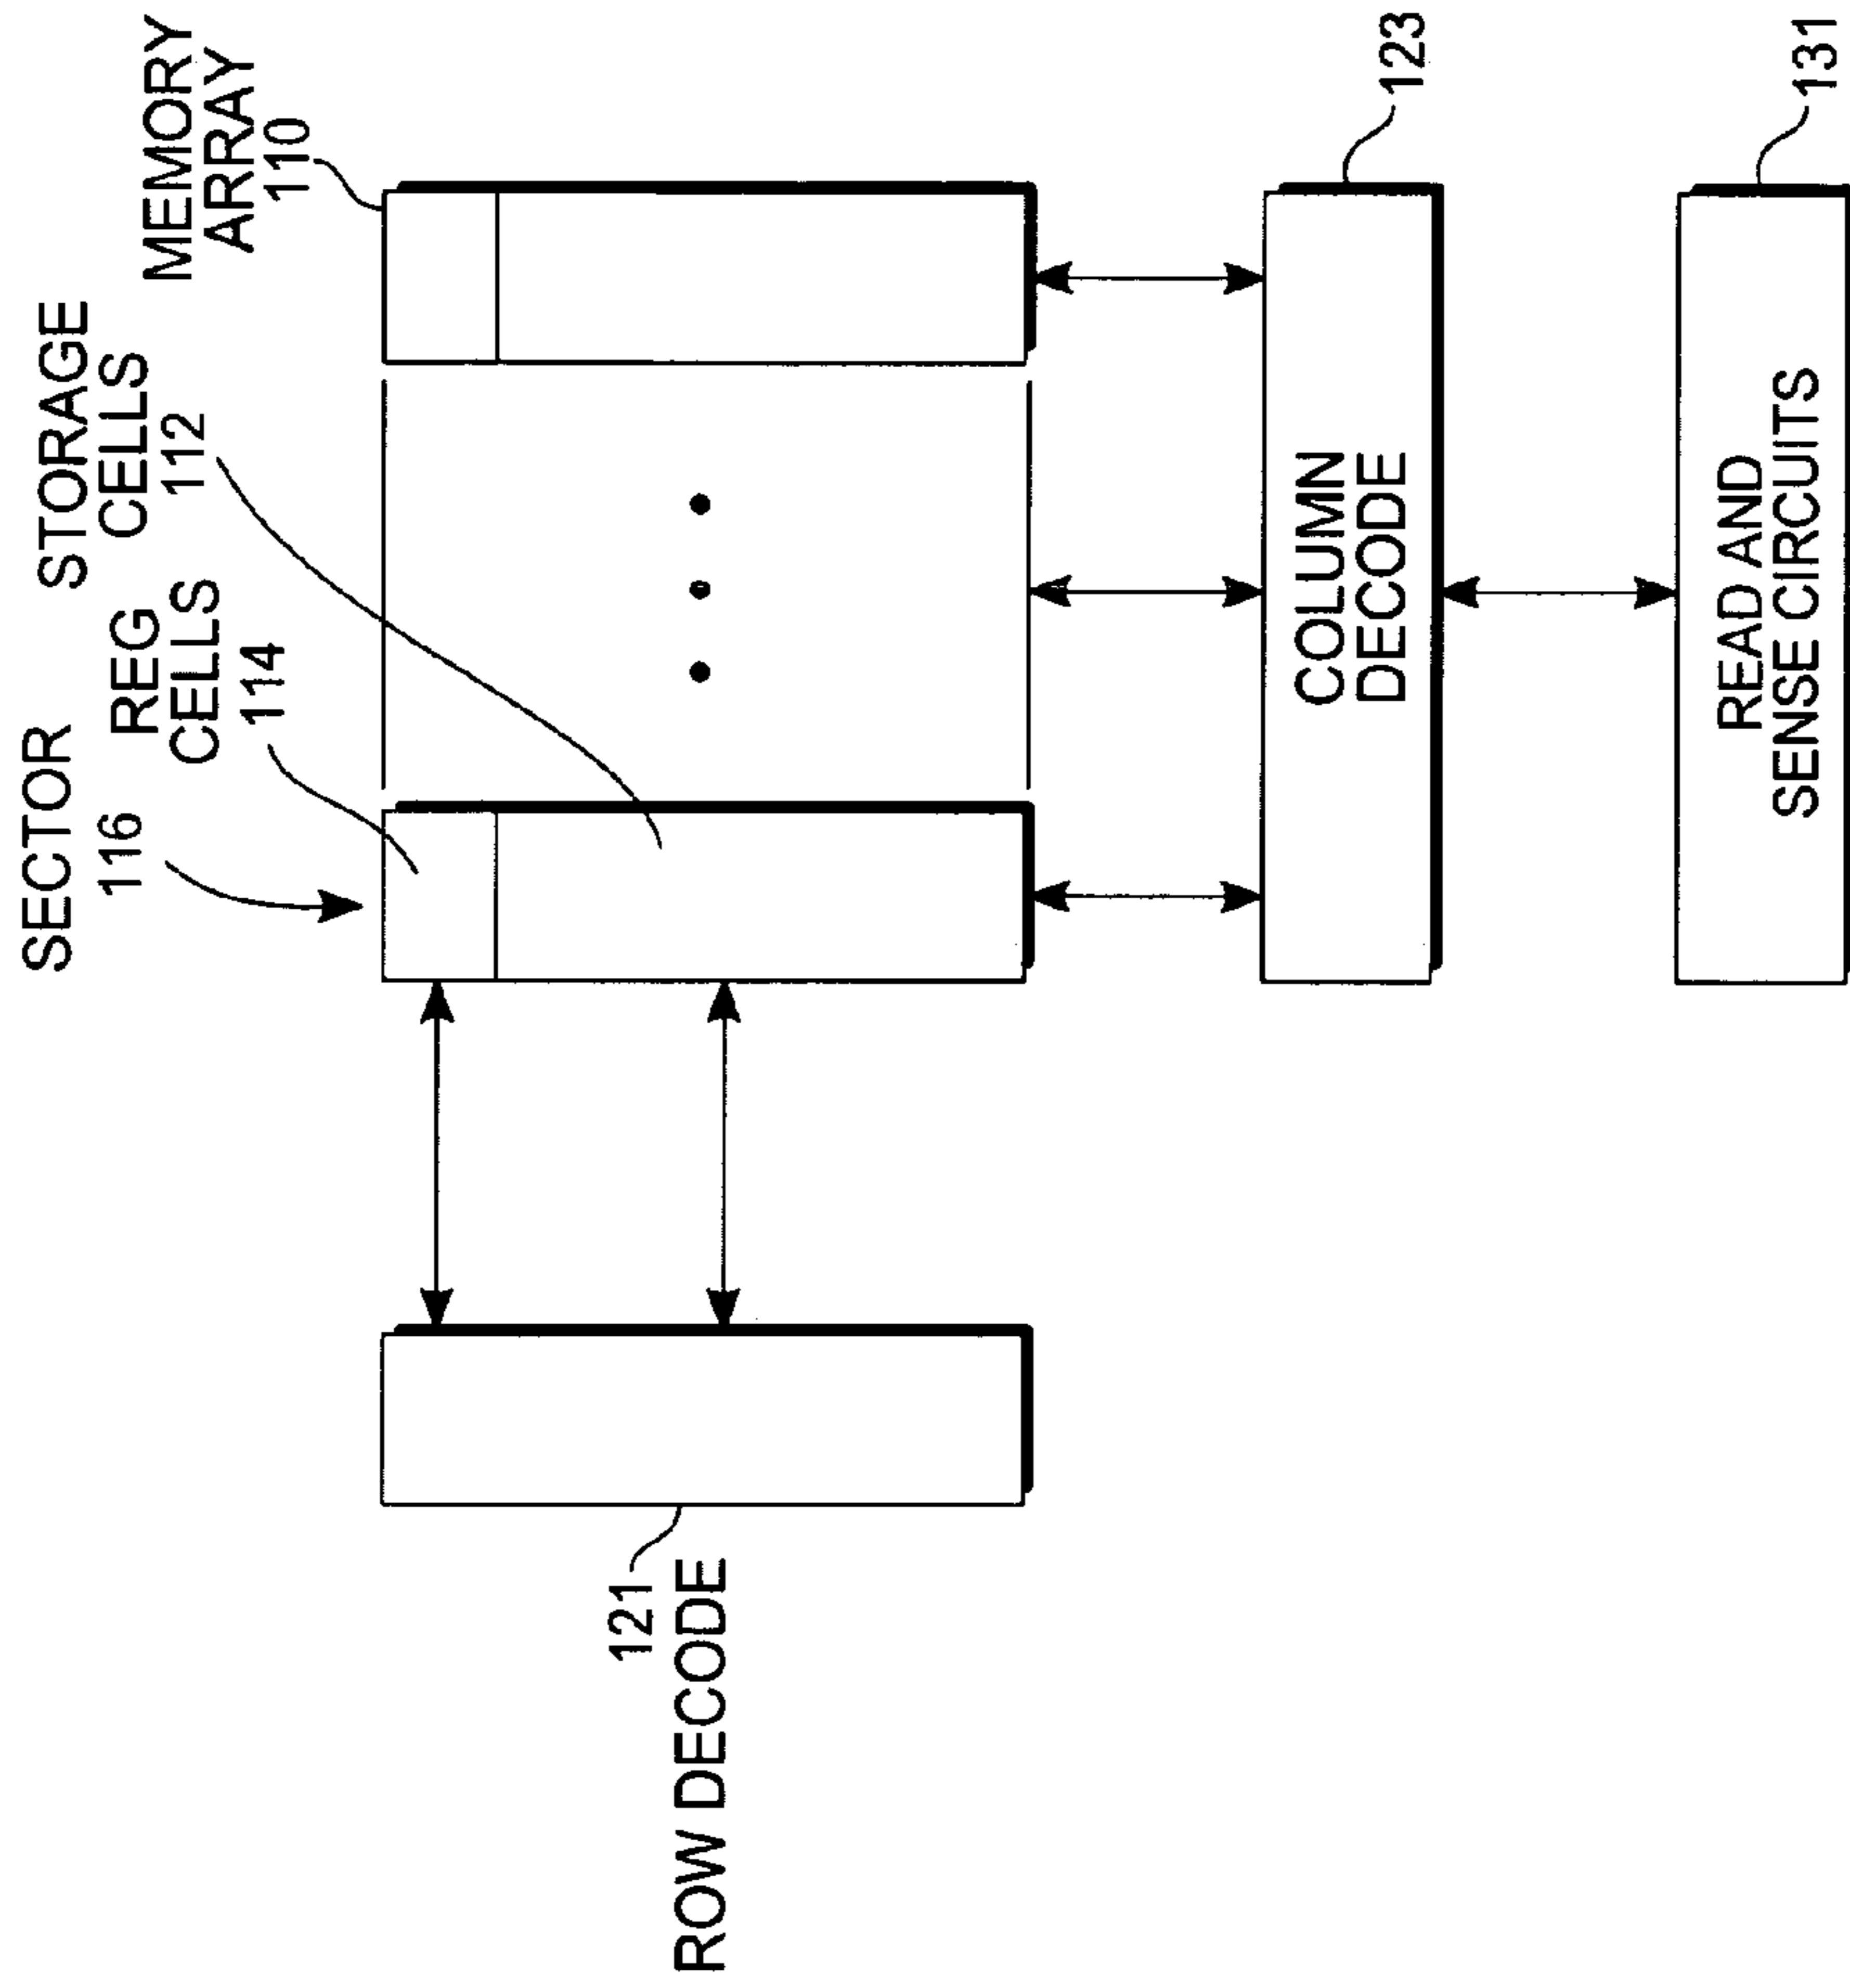 SECTOR
116
REG
CELLS
114
STORAGE
CELLS
112
MEMORY
ARRAY
110
121
ROW DECODE
COLUMN
DECODE
123
READ AND
SENSE CIRCUITS
131